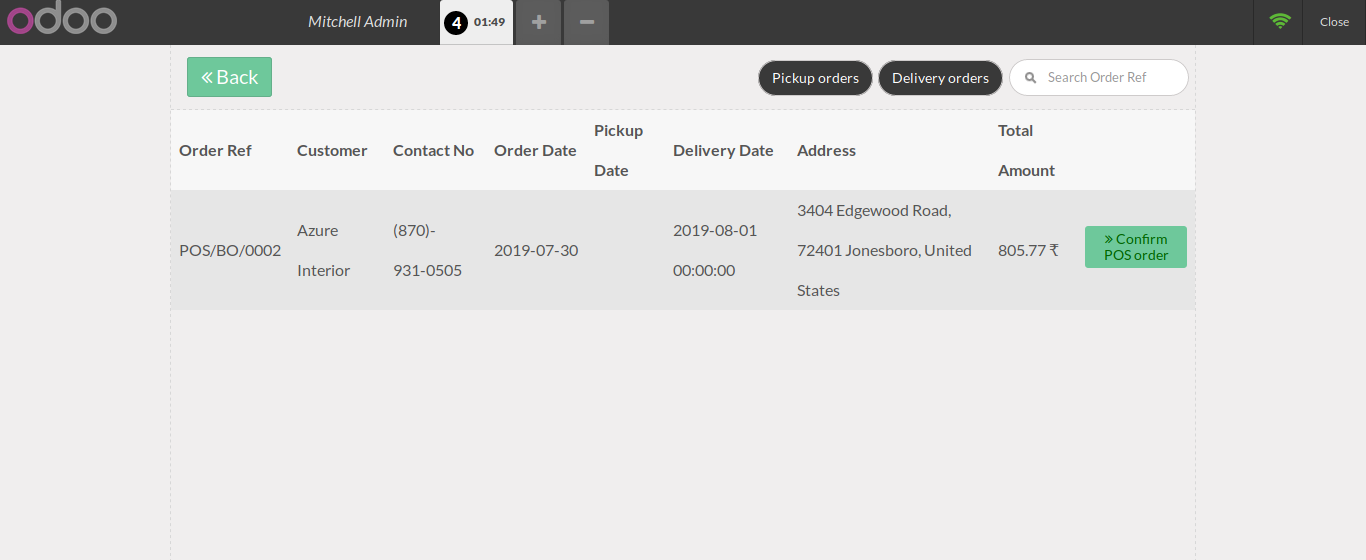 odoo
Mitchell Admin
4 01:49
+
−
Close
« Back
Pickup orders
Delivery orders
Search Order Ref
Order Ref
Customer
Contact No
Order Date
Pickup
Date
Delivery Date
Address
Total
Amount
POS/BO/0002
Azure
Interior
(870)-
931-0505
2019-07-30
2019-08-01
00:00:00
3404 Edgewood Road,
72401 Jonesboro, United
States
805.77 ₹
» Confirm
POS order